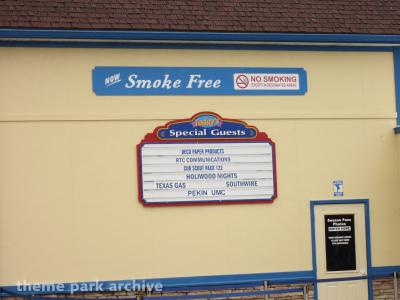 NOW Smoke Free NO SMOKING
EXCEPT IN DESIGNATED AREAS
Today's
Special Guests
DECO PAPER PRODUCTS
RTC COMMUNICATIONS
CUB SCOUT PACK 122
HOLIWOOD NIGHTS
TEXAS GAS SOUTHWIRE
PEKIN UMC
Season Pass
Photos
theme park archive